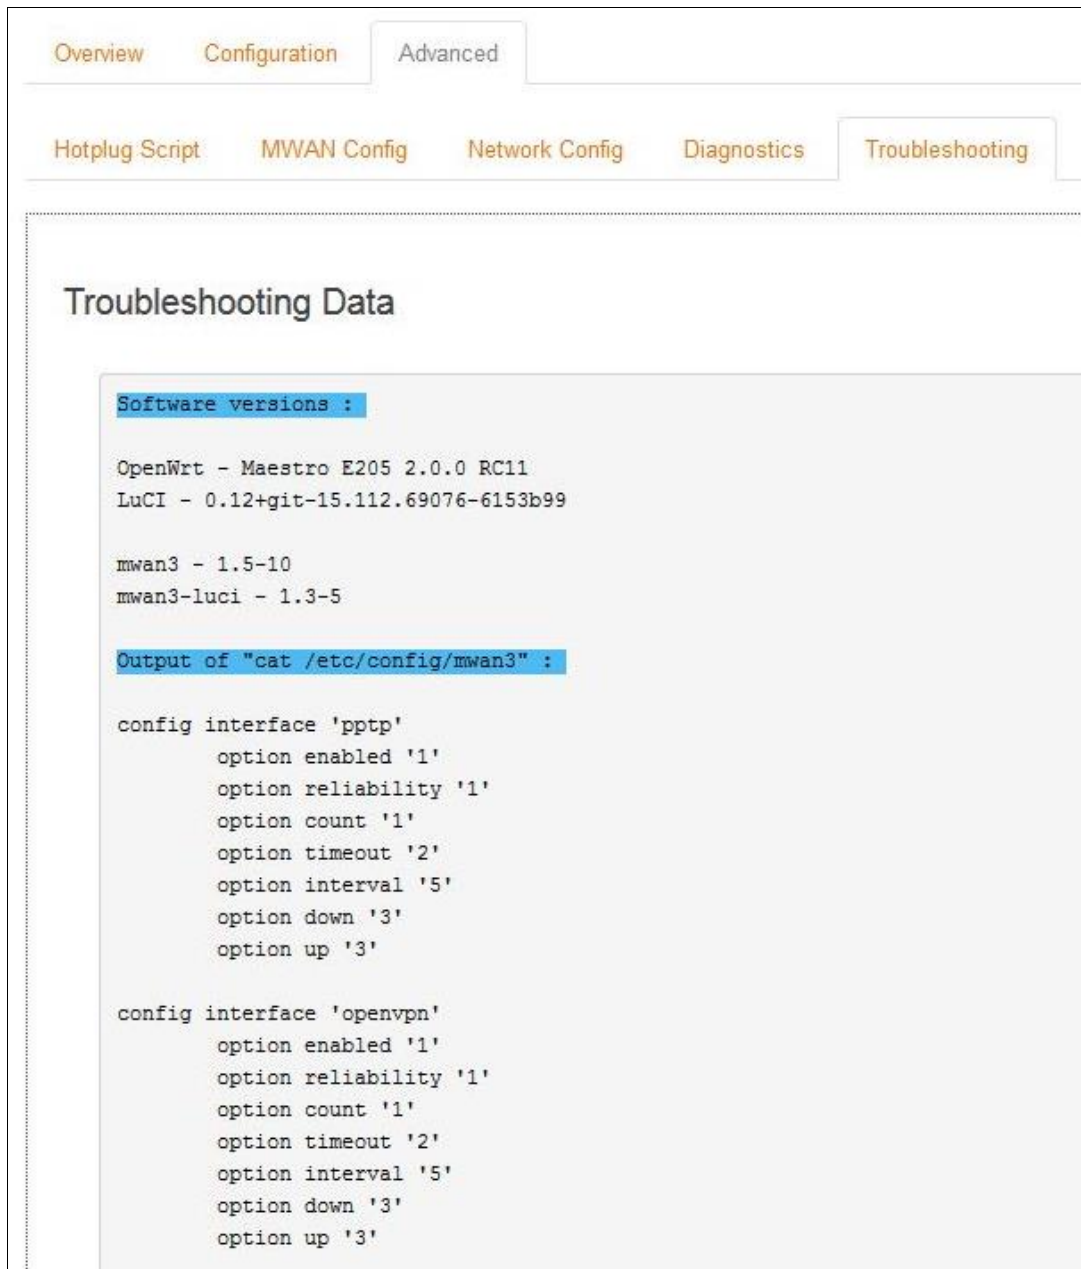 Overview Configuration Advanced
Hotplug Script MWAN Config Network Config Diagnostics Troubleshooting
Troubleshooting Data
Software versions :
OpenWrt - Maestro E205 2.0.0 RC11
LuCI - 0.12+git-15.112.69076-6153b99
mwan3 - 1.5-10
mwan3-luci - 1.3-5
Output of "cat /etc/config/mwan3" :
config interface 'pptp'
option enabled '1'
option reliability '1'
option count '1'
option timeout '2'
option interval '5'
option down '3'
option up '3'
config interface 'openvpn'
option enabled '1'
option reliability '1'
option count '1'
option timeout '2'
option interval '5'
option down '3'
option up '3'